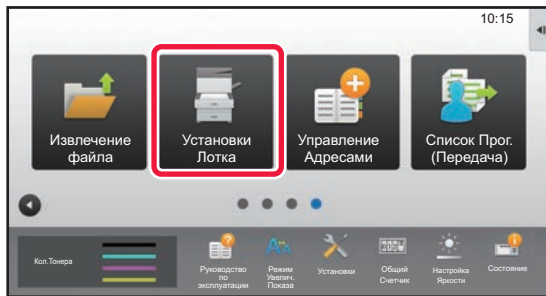 10:15
Извлечение
файла
Установки
Лотка
Управление
Адресами
Список Прог.
(Передача)
Кол.Тонера
Руководство
по
эксплуатации
Режим
Увелич.
Показа
Установки
Общий
Счетчик
Настройка
Яркости
Состояние